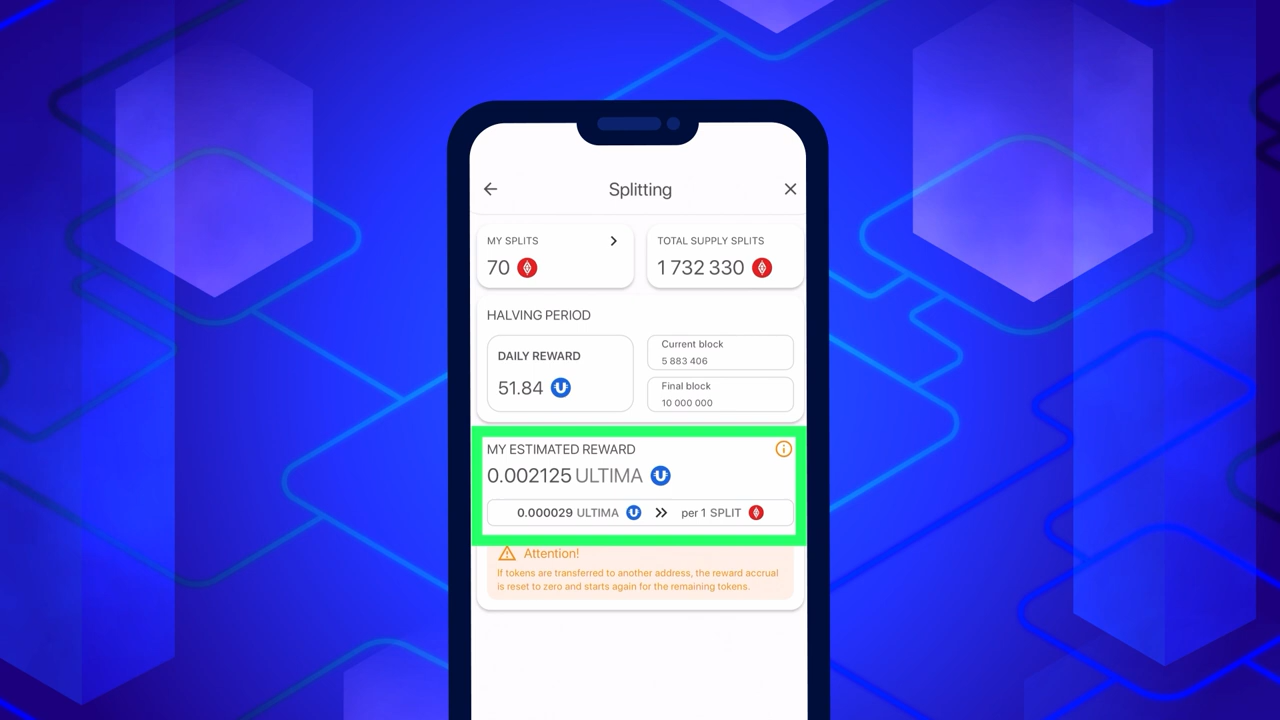 Splitting
MY SPLITS
70
TOTAL SUPPLY SPLITS
1 732 330
HALVING PERIOD
DAILY REWARD
51.84
Current block
5 883 406
Final block
10 000 000
MY ESTIMATED REWARD
0.002125 ULTIMA
0.000029 ULTIMA per 1 SPLIT
Attention!
If tokens are transferred to another address, the reward accrual
is reset to zero and starts again for the remaining tokens.